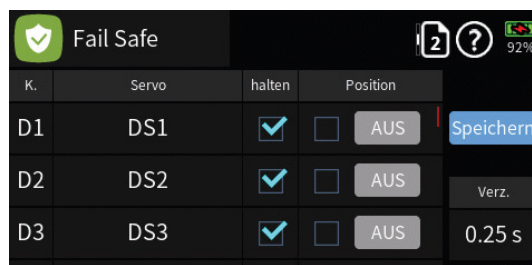 Fail Safe 2 ? 92%
K. Servo halten Position
D1 DS1 AUS Speichern
D2 DS2 AUS Verz.
D3 DS3 AUS 0.25 s